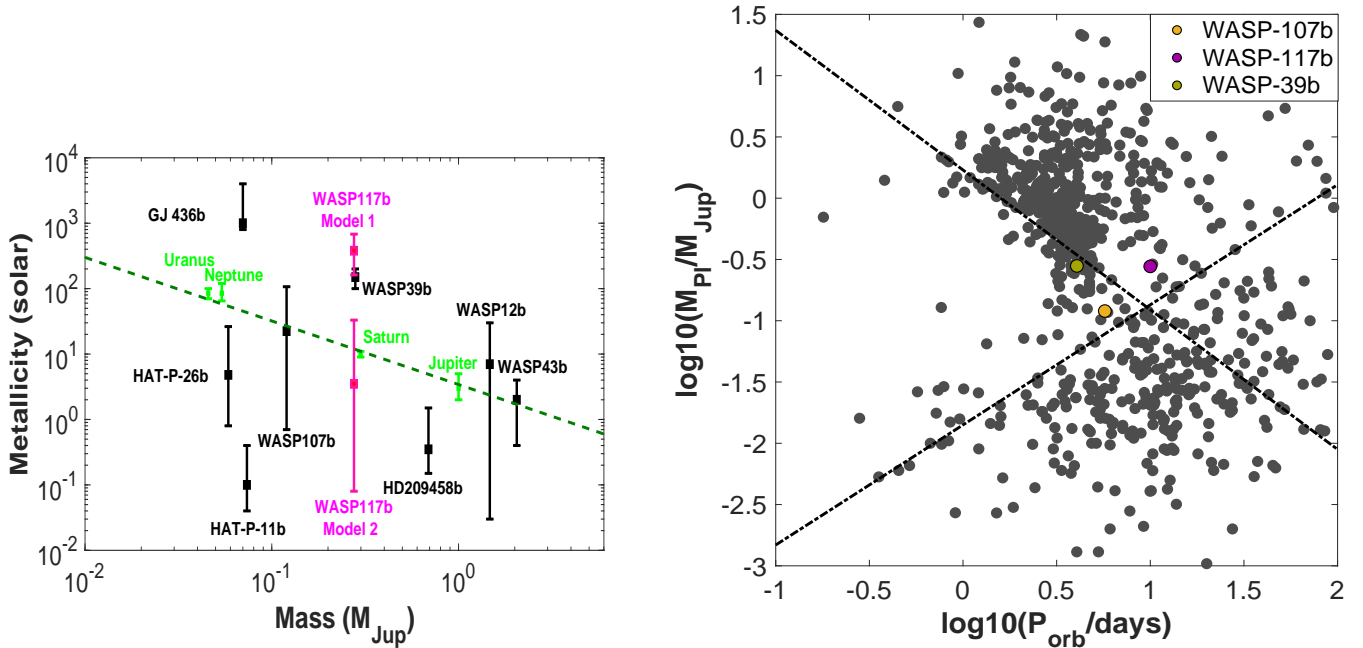 10^4
10^3
10^2
10^1
10^0
10^-1
10^-2
10^-2
10^-1
10^0
Metallicity (solar)
Mass (M_Jup)
GJ 436b
WASP117b
Model 1
Uranus
Neptune
WASP39b
WASP12b
Saturn
HAT-P-26b
Jupiter
WASP43b
WASP107b
HD209458b
WASP117b
Model 2
HAT-P-11b
1.5
1
0.5
0
-0.5
-1
-1.5
-2
-2.5
-3
-1
-0.5
0
0.5
1
1.5
2
log10(M_Pl/M_Jup)
log10(P_orb/days)
WASP-107b
WASP-117b
WASP-39b